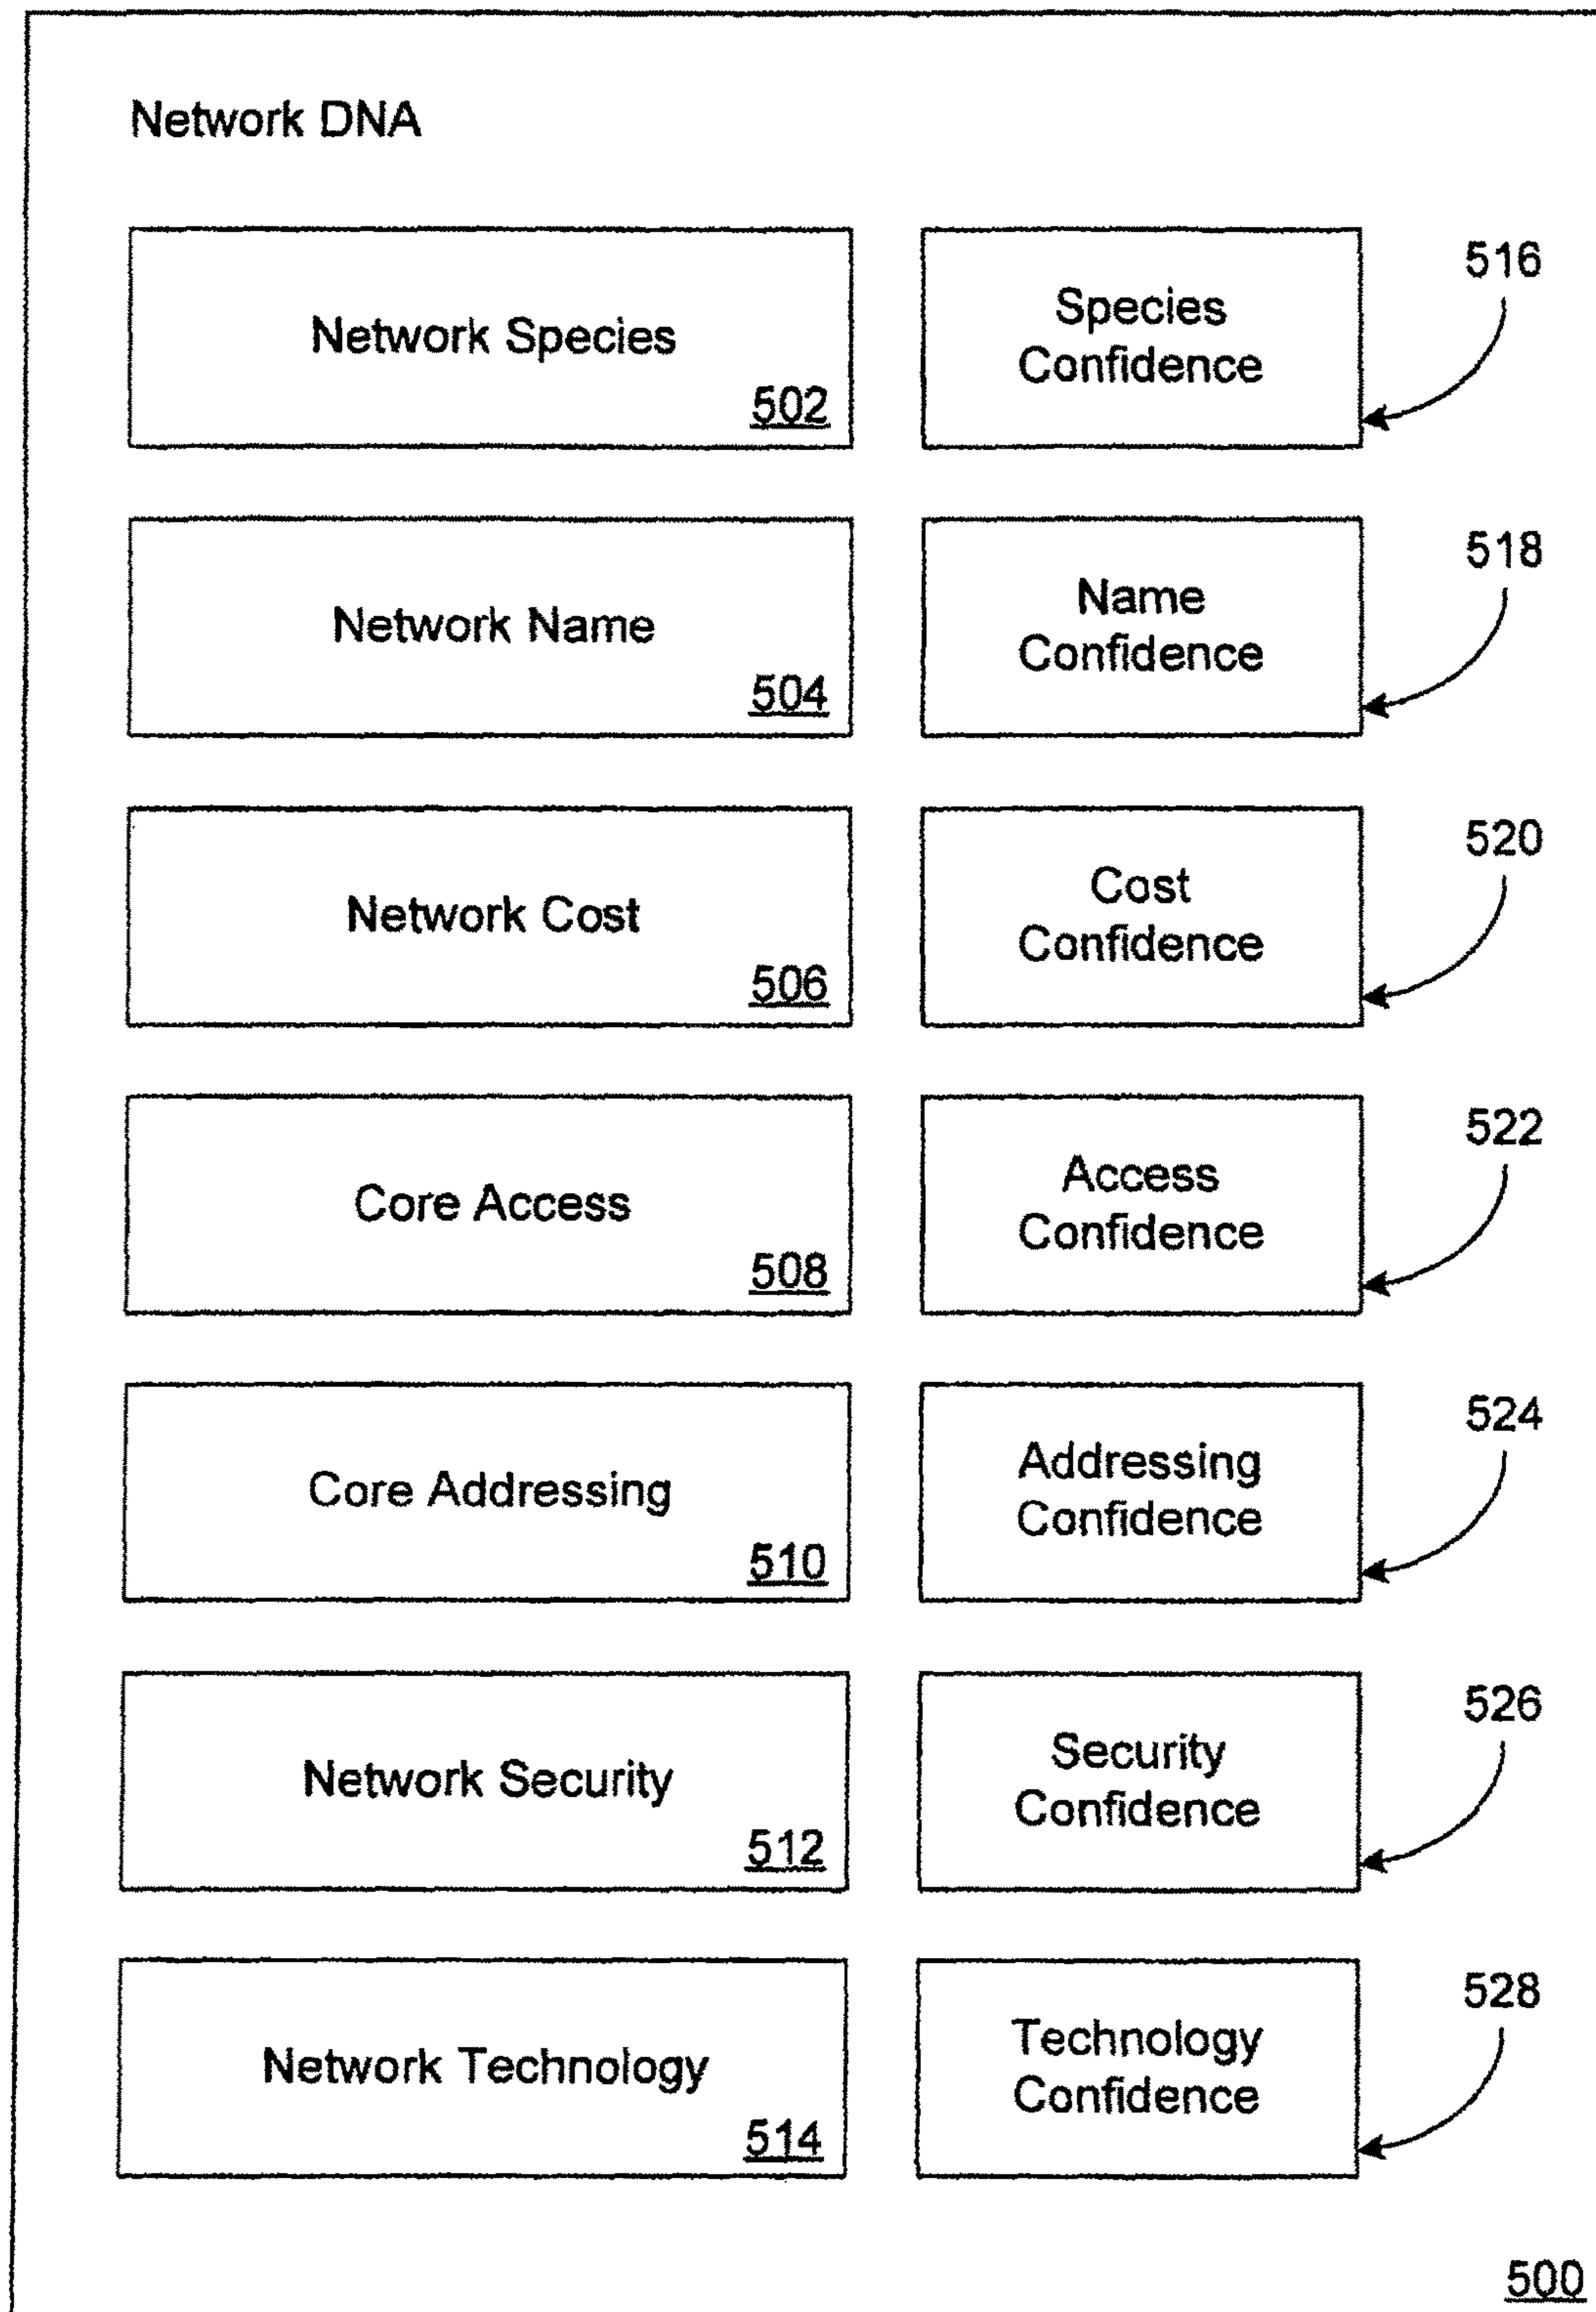 Network DNA
Network Species
502
Species
Confidence
516
Network Name
504
Name
Confidence
518
Network Cost
506
Cost
Confidence
520
Core Access
508
Access
Confidence
522
Core Addressing
510
Addressing
Confidence
524
Network Security
512
Security
Confidence
526
Network Technology
514
Technology
Confidence
528
500